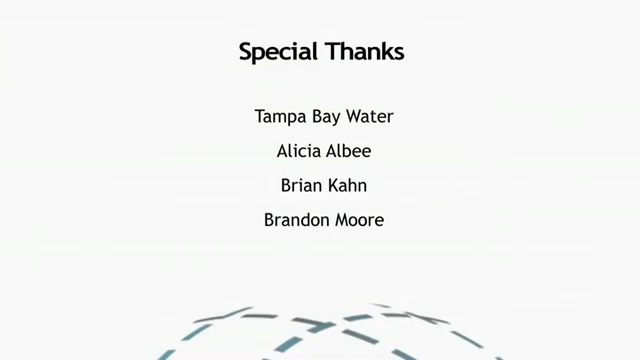 Special Thanks
Tampa Bay Water
Alicia Albee
Brian Kahn
Brandon Moore